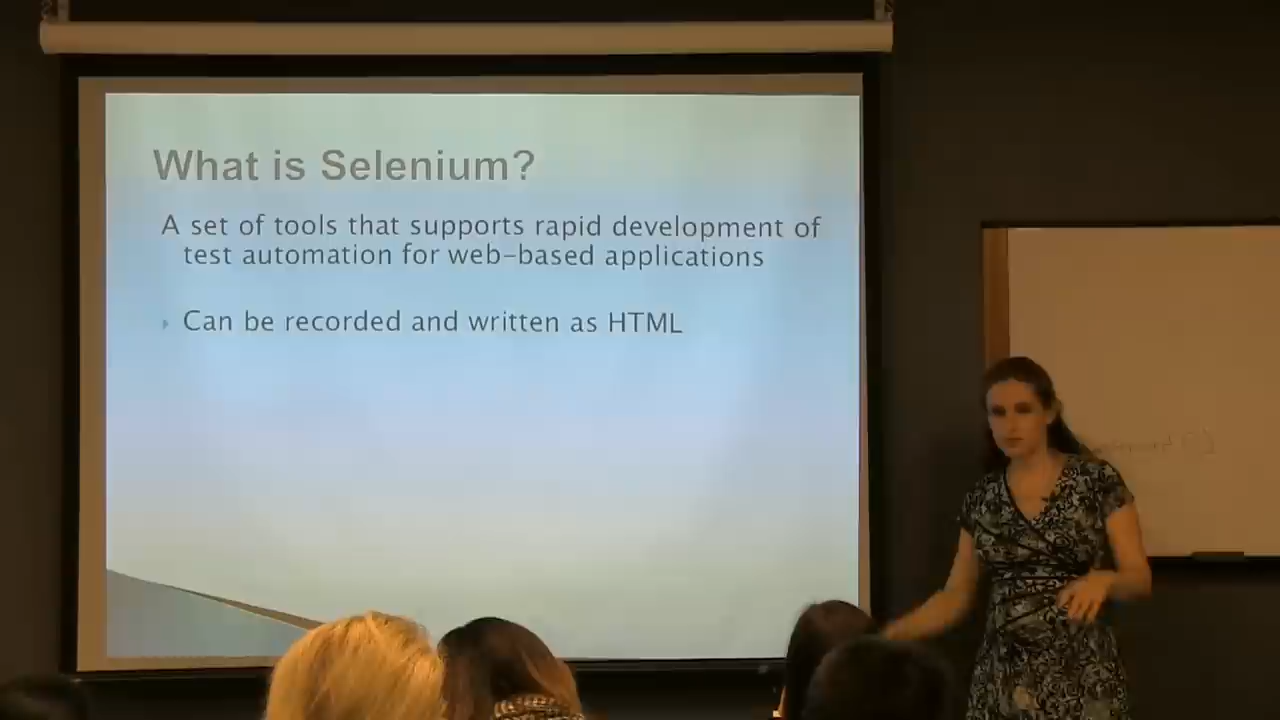 What is Selenium?
A set of tools that supports rapid development of
test automation for web-based applications
Can be recorded and written as HTML